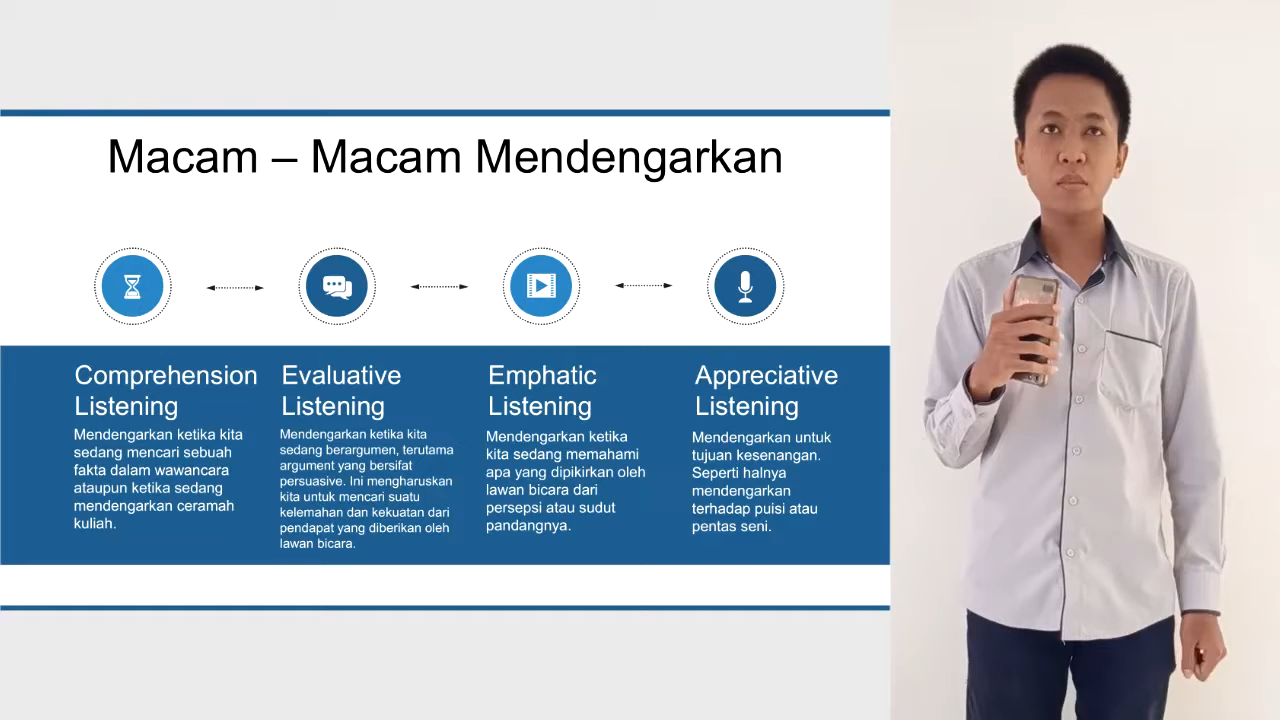 Macam – Macam Mendengarkan
Comprehension
Listening
Mendengarkan ketika kita
sedang mencari sebuah
fakta dalam wawancara
ataupun ketika sedang
mendengarkan ceramah
kuliah.
Evaluative
Listening
Mendengarkan ketika kita
sedang berargumen, terutama
argument yang bersifat
persuasive. Ini mengharuskan
kita untuk mencari suatu
kelemahan dan kekuatan dari
pendapat yang diberikan oleh
lawan bicara.
Emphatic
Listening
Mendengarkan ketika
kita sedang memahami
apa yang dipikirkan oleh
lawan bicara dari
persepsi atau sudut
pandangnya.
Appreciative
Listening
Mendengarkan untuk
tujuan kesenangan.
Seperti halnya
mendengarkan
terhadap puisi atau
pentas seni.